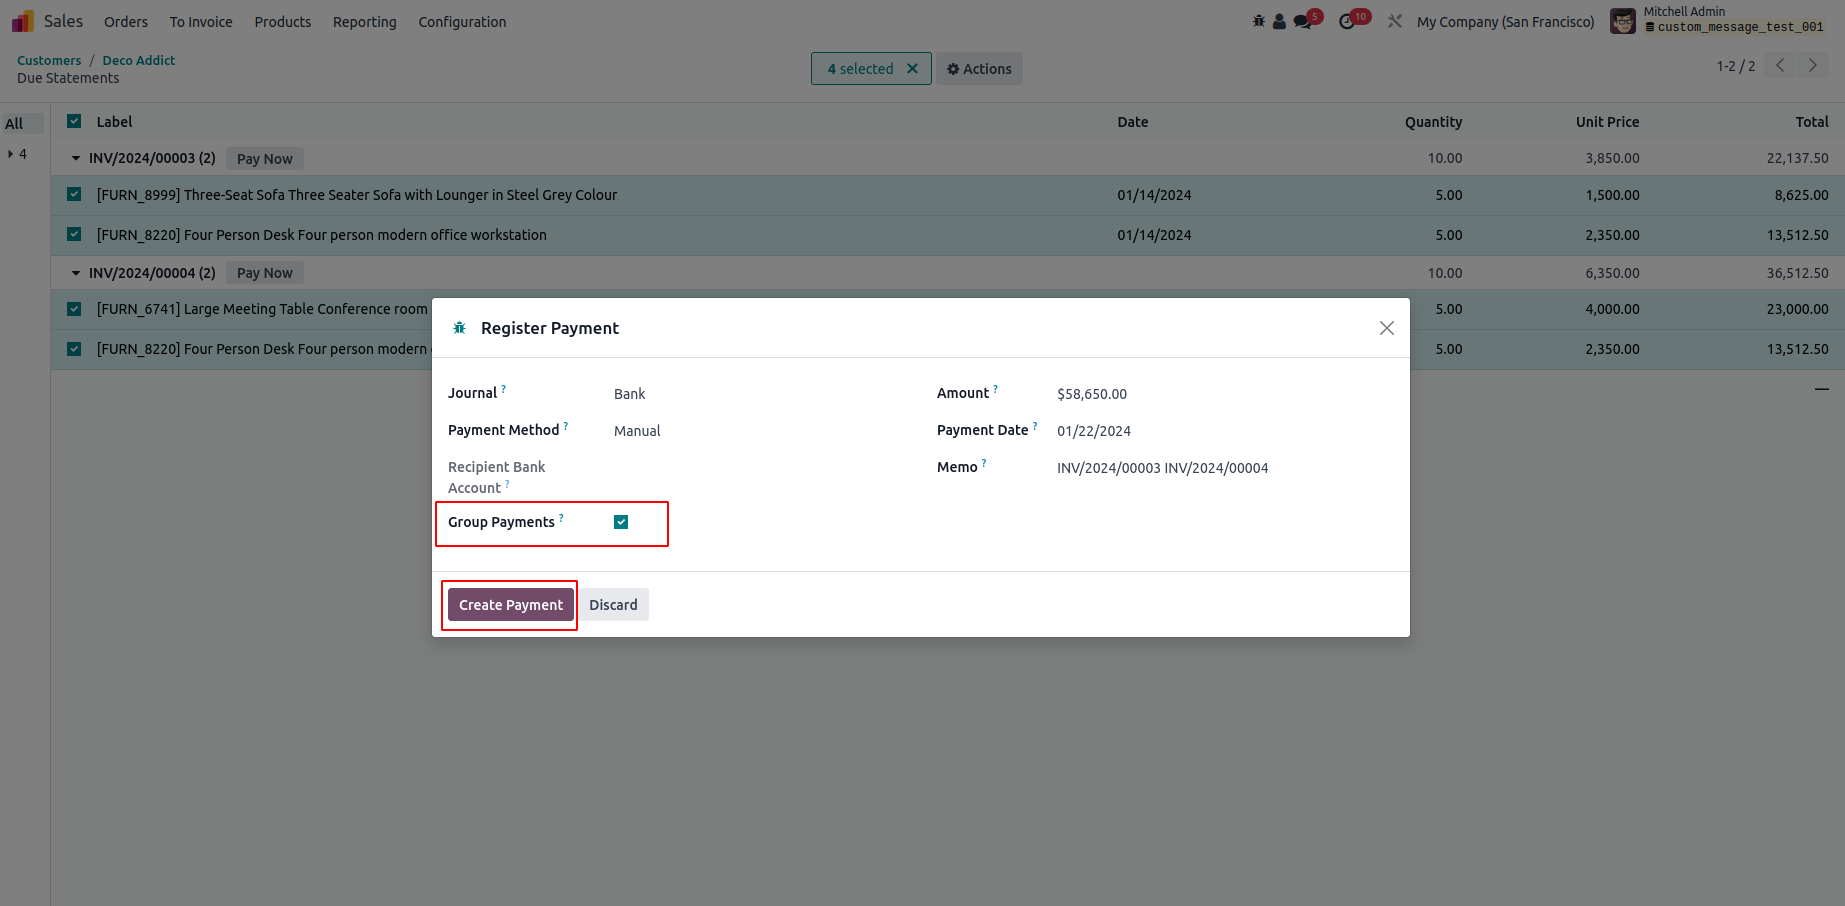 Sales Orders To Invoice Products Reporting Configuration 5 10 My Company (San Francisco) Mitchell Admin
custom_message_test_001
Customers / Deco Addict
Due Statements
4 selected Actions
1-2 / 2
All
4
Label Date Quantity Unit Price Total
INV/2024/00003 (2) Pay Now 10.00 3,850.00 22,137.50
[FURN_8999] Three-Seat Sofa Three Seater Sofa with Lounger in Steel Grey Colour 01/14/2024 5.00 1,500.00 8,625.00
[FURN_8220] Four Person Desk Four person modern office workstation 01/14/2024 5.00 2,350.00 13,512.50
INV/2024/00004 (2) Pay Now 10.00 6,350.00 36,512.50
[FURN_6741] Large Meeting Table Conference room 5.00 4,000.00 23,000.00
[FURN_8220] Four Person Desk Four person modern 5.00 2,350.00 13,512.50
Register Payment
Journal ? Bank Amount ? $58,650.00
Payment Method ? Manual Payment Date ? 01/22/2024
Recipient Bank
Account ?
Memo ? INV/2024/00003 INV/2024/00004
Group Payments ?
Create Payment Discard